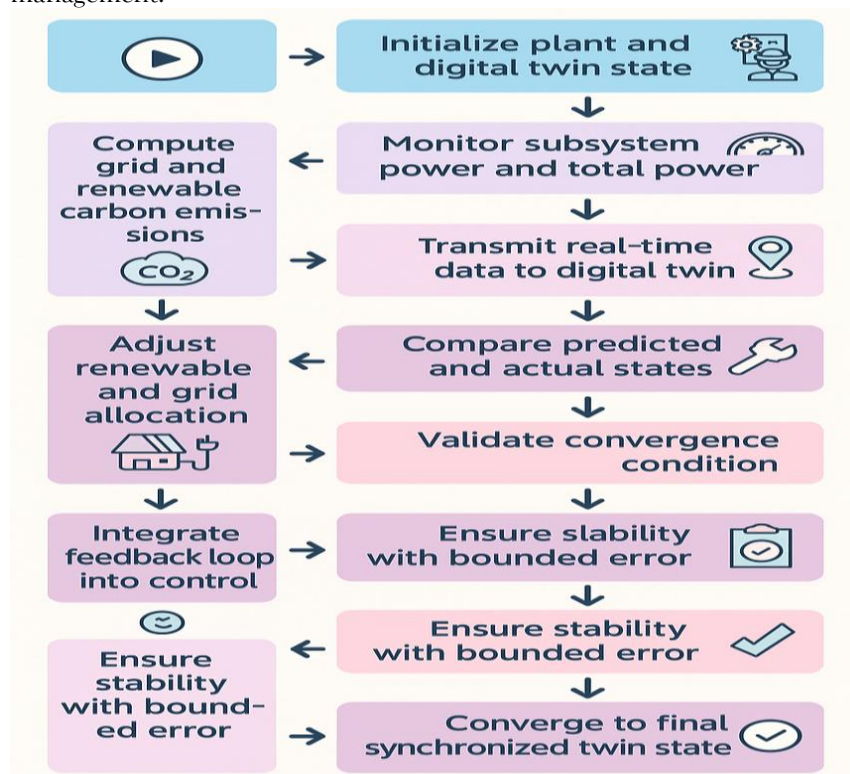 management.
Initialize plant and
digital twin state
Compute
grid and
renewable
carbon emis-
sions
CO₂
Monitor subsystem
power and total power
Transmit real-time
data to digital twin
Adjust
renewable
and grid
allocation
Compare predicted
and actual states
Validate convergence
condition
Integrate
feedback loop
into control
Ensure slability
with bounded error
Ensure
stability
with bound-
ed error
Ensure stability
with bounded error
Converge to final
synchronized twin state